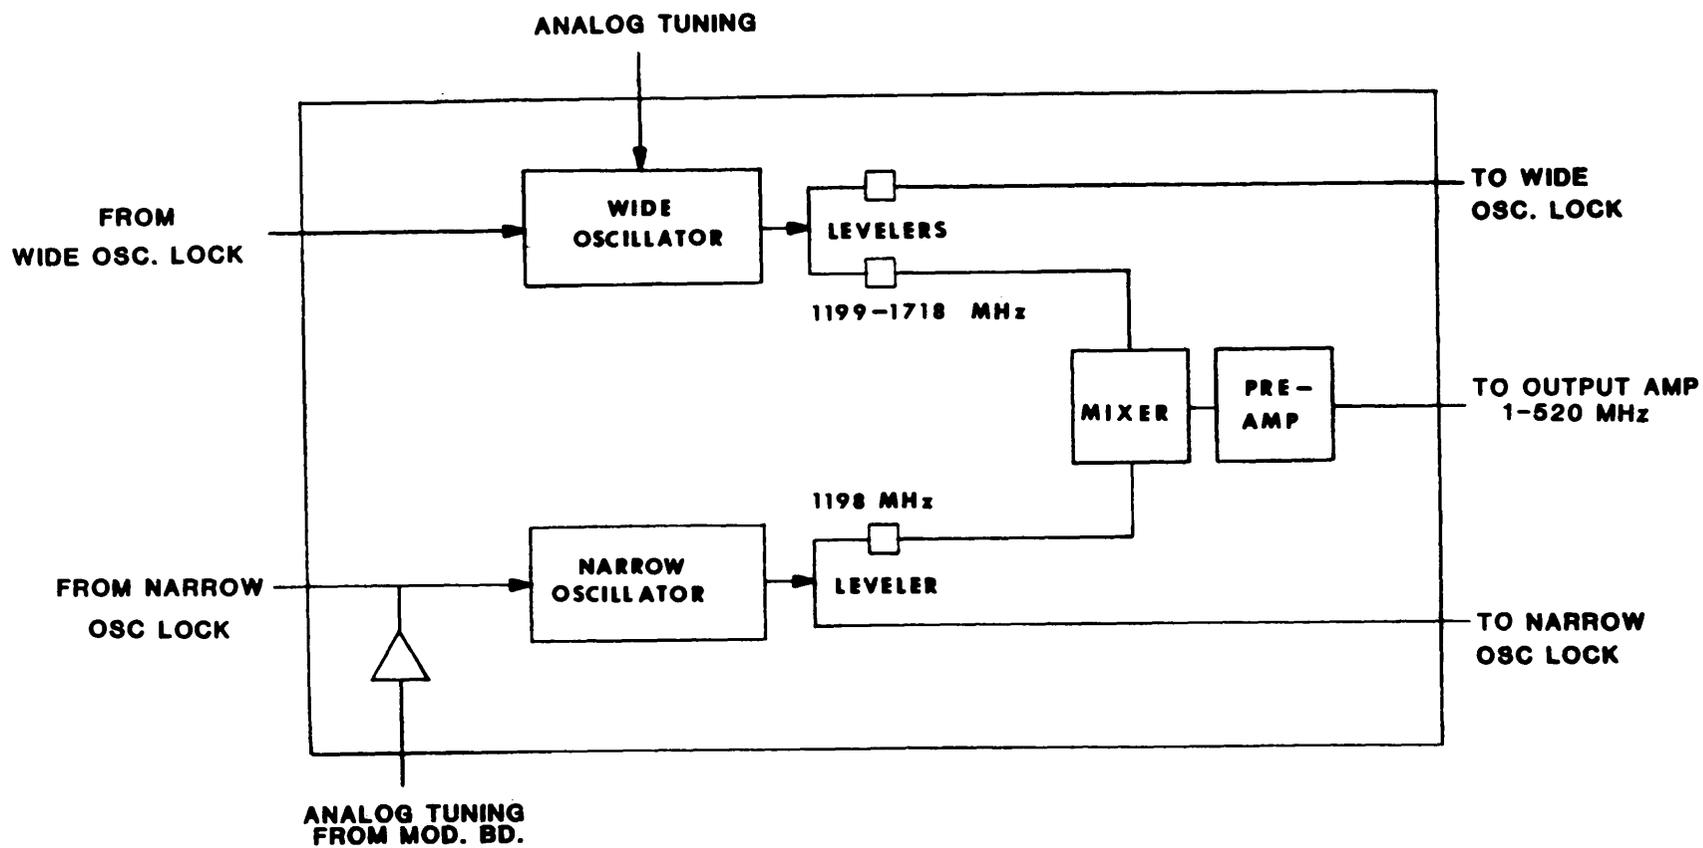 ANALOG TUNING
FROM
WIDE OSC. LOCK
WIDE
OSCILLATOR
LEVELERS
1199-1718 MHz
TO WIDE
OSC. LOCK
MIXER
PRE-
AMP
TO OUTPUT AMP
1-520 MHz
1198 MHz
FROM NARROW
OSC LOCK
NARROW
OSCILLATOR
LEVELER
TO NARROW
OSC LOCK
ANALOG TUNING
FROM MOD. BD.